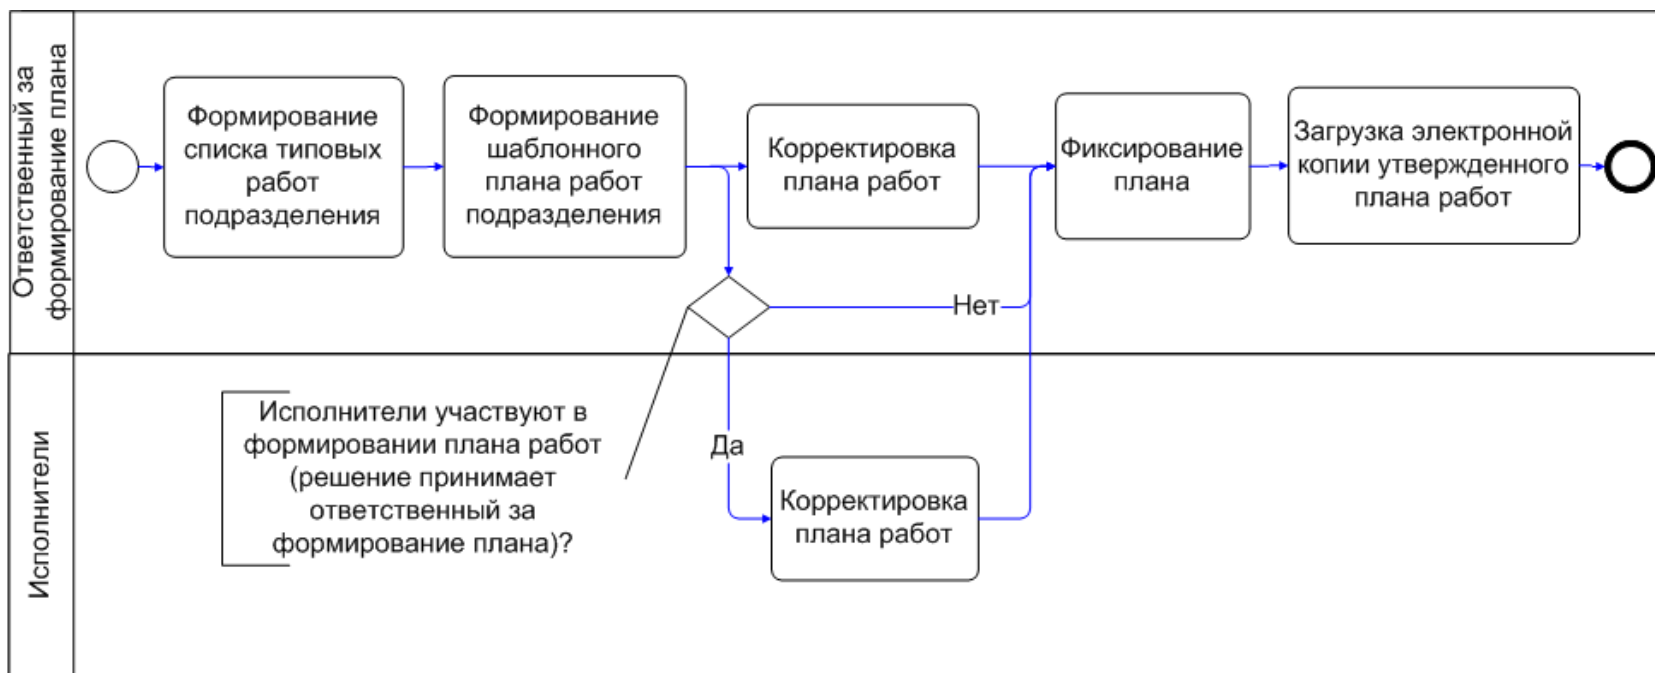 Ответственный за
формирование плана
Формирование
списка типовых
работ
подразделения
Формирование
шаблонного
плана работ
подразделения
Корректировка
плана работ
Фиксирование
плана
Загрузка электронной
копии утвержденного
плана работ
Нет
Исполнители
Исполнители участвуют в
формировании плана работ
(решение принимает
ответственный за
формирование плана)?
Да
Корректировка
плана работ